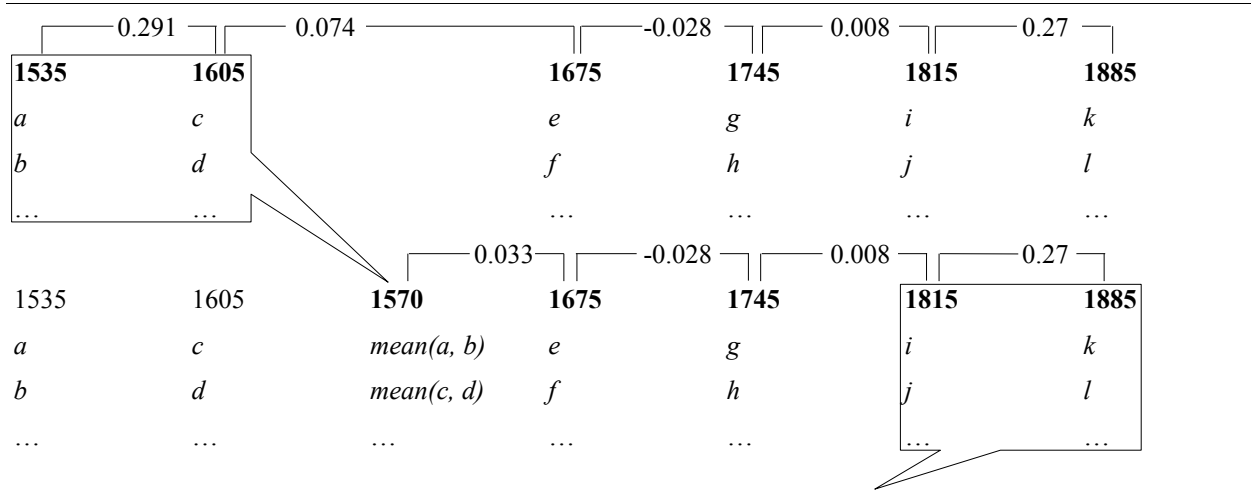 0.291 0.074 -0.028 0.008 0.27
1535 1605 1675 1745 1815 1885
a c e g i k
b d f h j l
… … … … … …
0.033 -0.028 0.008 0.27
1535 1605 1570 1675 1745 1815 1885
a c mean(a, b) e g i k
b d mean(c, d) f h j l
… … … … … … …